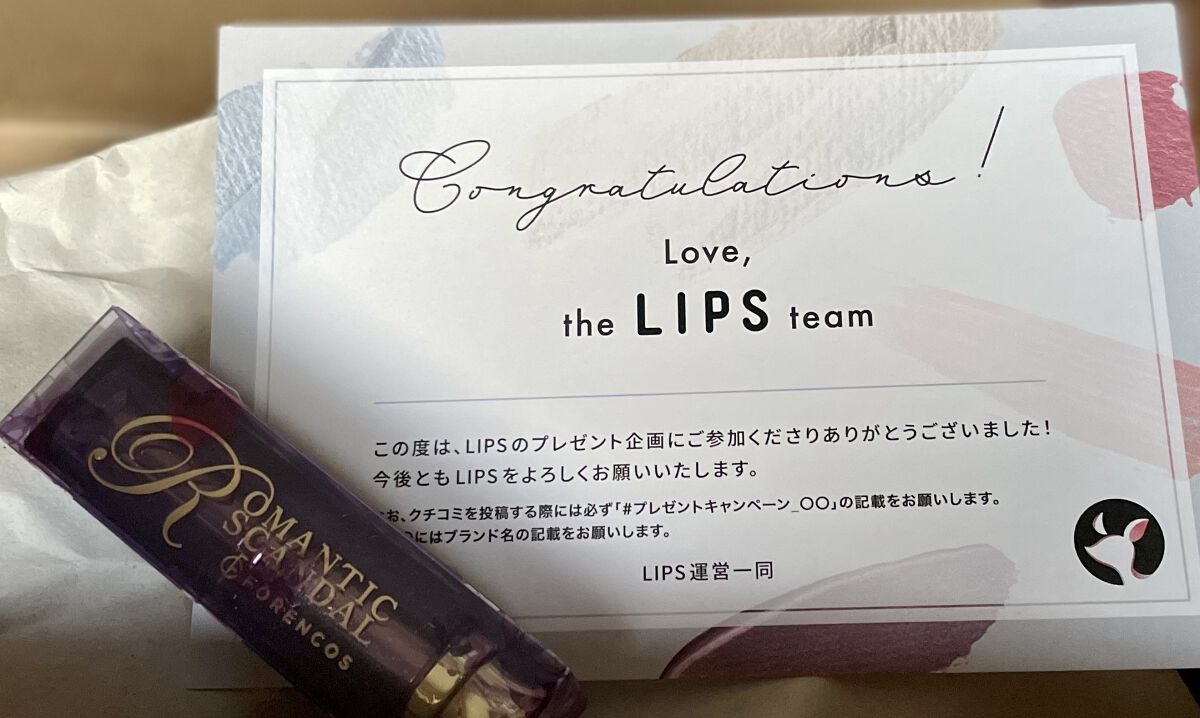 Congratulations!
Love,
the LIPS team
この度は、LIPSのプレゼント企画にご参加くださりありがとうございました！
今後ともLIPSをよろしくお願いいたします。
お、クチコミを投稿する際には必ず「#プレゼントキャンペーン_〇〇」の記載をお願いします。
にはブランド名の記載をお願いします。
LIPS運営一同
ROMANTIC
SCANDAL
FORENCOS